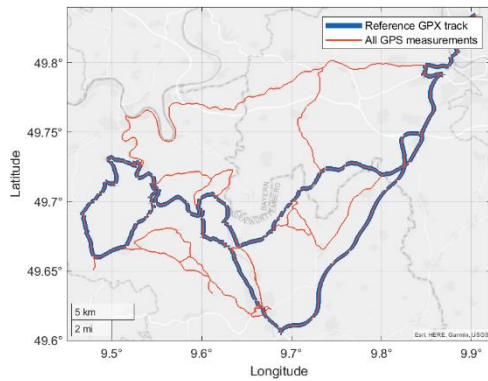 Reference GPX track
All GPS measurements
49.8°
49.75°
49.7°
49.65°
49.6°
Latitude
BAYERN
5 km
2 mi
Esri, HERE, Garmin, USGS
9.5°
9.6°
9.7°
9.8°
9.9°
Longitude